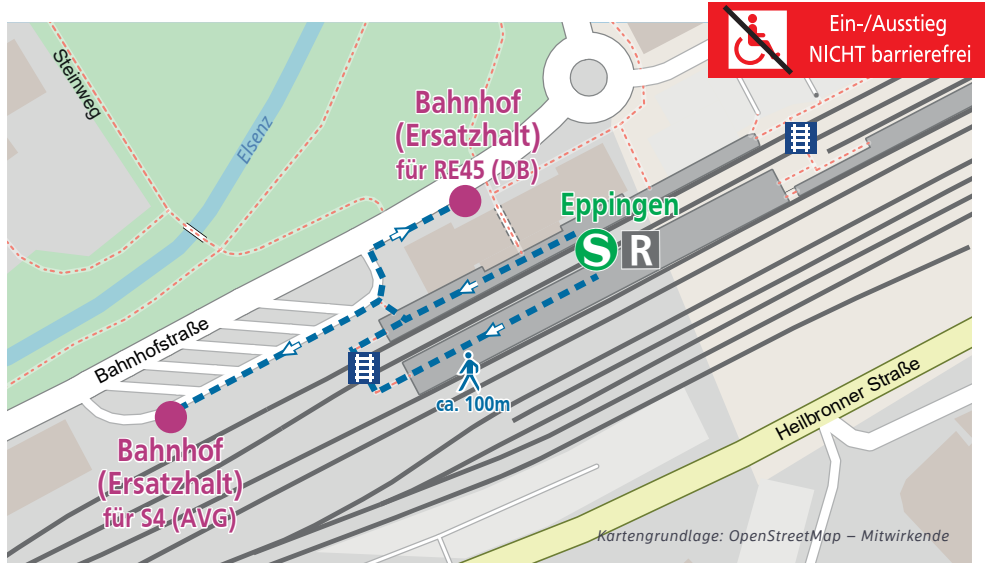 Ein-/Ausstieg
NICHT barrierefrei
Steinweg
Elsenz
Bahnhof
(Ersatzhalt)
für RE45 (DB)
Eppingen
S R
Bahnhofstraße
ca. 100m
Bahnhof
(Ersatzhalt)
für S4 (AVG)
Heilbronner Straße
Kartengrundlage: OpenStreetMap – Mitwirkende